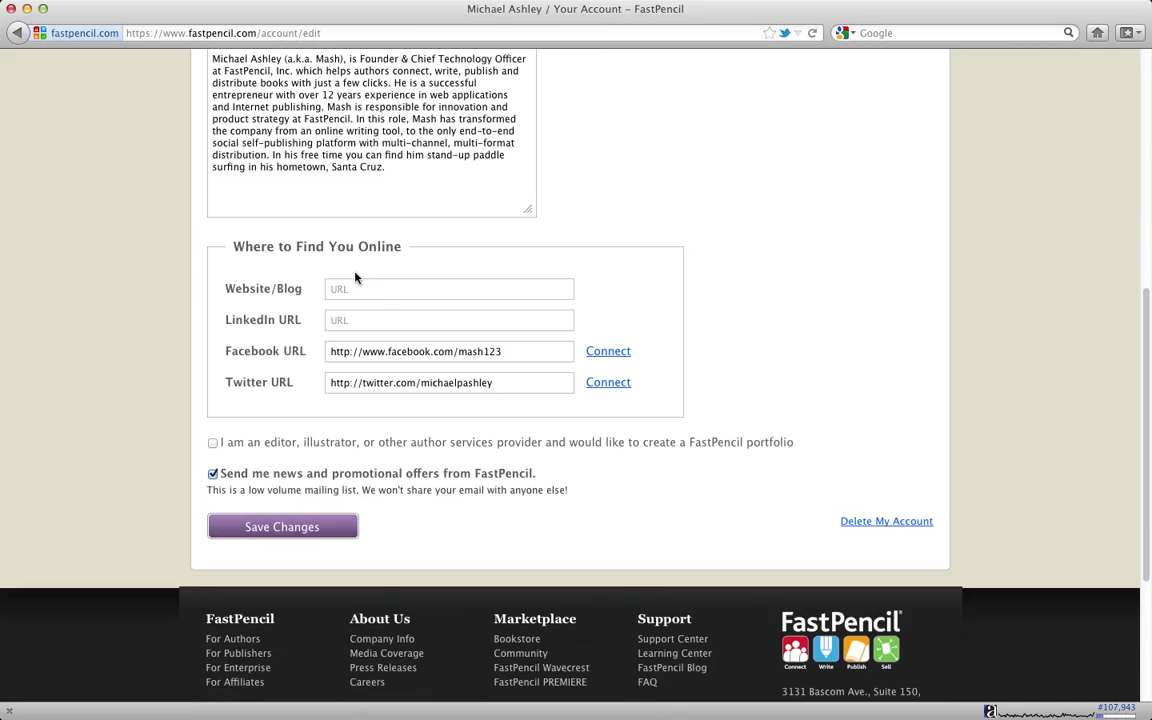 Michael Ashley / Your Account - FastPencil
fastpencil.com https://www.fastpencil.com/account/edit
Google
Michael Ashley (a.k.a. Mash), is Founder & Chief Technology Officer
at FastPencil, Inc. which helps authors connect, write, publish and
distribute books with just a few clicks. He is a successful
entrepreneur with over 12 years experience in web applications
and Internet publishing. Mash is responsible for innovation and
product strategy at FastPencil. In this role, Mash has transformed
the company from an online writing tool, to the only end-to-end
social self-publishing platform with multi-channel, multi-format
distribution. In his free time you can find him stand-up paddle
surfing in his hometown, Santa Cruz.
Where to Find You Online
Website/Blog URL
LinkedIn URL URL
Facebook URL http://www.facebook.com/mash123 Connect
Twitter URL http://twitter.com/michaelpashley Connect
I am an editor, illustrator, or other author services provider and would like to create a FastPencil portfolio
Send me news and promotional offers from FastPencil.
This is a low volume mailing list. We won't share your email with anyone else!
Save Changes
Delete My Account
FastPencil
For Authors
For Publishers
For Enterprise
For Affiliates
About Us
Company Info
Media Coverage
Press Releases
Careers
Marketplace
Bookstore
Community
FastPencil Wavecrest
FastPencil PREMIERE
Support
Support Center
Learning Center
FastPencil Blog
FAQ
FastPencil
Connect Write Publish Sell
3131 Bascom Ave., Suite 150,
a
#107,943